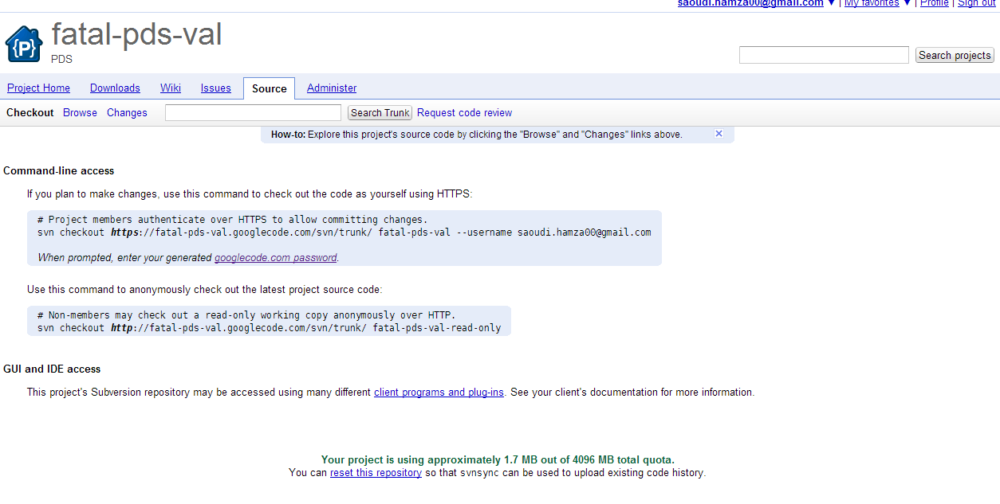 saoudi.hamza00@gmail.com ▼ | My favorites ▼ | Profile | Sign out
{P}
fatal-pds-val
PDS
Search projects
Project Home Downloads Wiki Issues Source Administer
Checkout Browse Changes Search Trunk Request code review
How-to: Explore this project's source code by clicking the "Browse" and "Changes" links above.
Command-line access
If you plan to make changes, use this command to check out the code as yourself using HTTPS:
# Project members authenticate over HTTPS to allow committing changes.
svn checkout https://fatal-pds-val.googlecode.com/svn/trunk/ fatal-pds-val --username saoudi.hamza00@gmail.com
When prompted, enter your generated googlecode.com password.
Use this command to anonymously check out the latest project source code:
# Non-members may check out a read-only working copy anonymously over HTTP.
svn checkout http://fatal-pds-val.googlecode.com/svn/trunk/ fatal-pds-val-read-only
GUI and IDE access
This project's Subversion repository may be accessed using many different client programs and plug-ins. See your client's documentation for more information.
Your project is using approximately 1.7 MB out of 4096 MB total quota.
You can reset this repository so that svnsync can be used to upload existing code history.